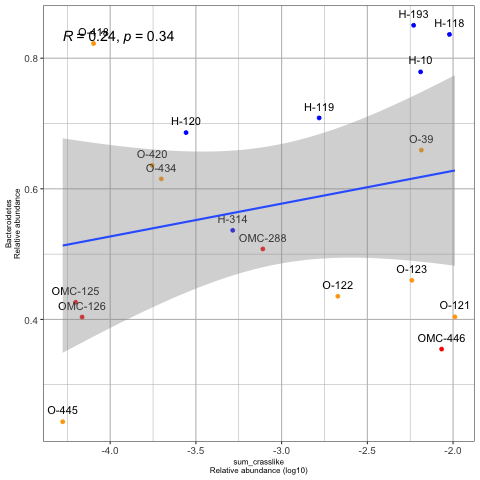 H-193
O-418
H-118
R = 0.24, p = 0.34
0.8
H-10
H-119
H-120
O-39
O-420
O-434
0.6
H-314
OMC-288
O-123
O-122
OMC-125
OMC-126
O-121
0.4
OMC-446
O-445
Bacteroidetes
Relative abundance
-4.0
-3.5
-3.0
-2.5
-2.0
sum_crasslike
Relative abundance (log10)